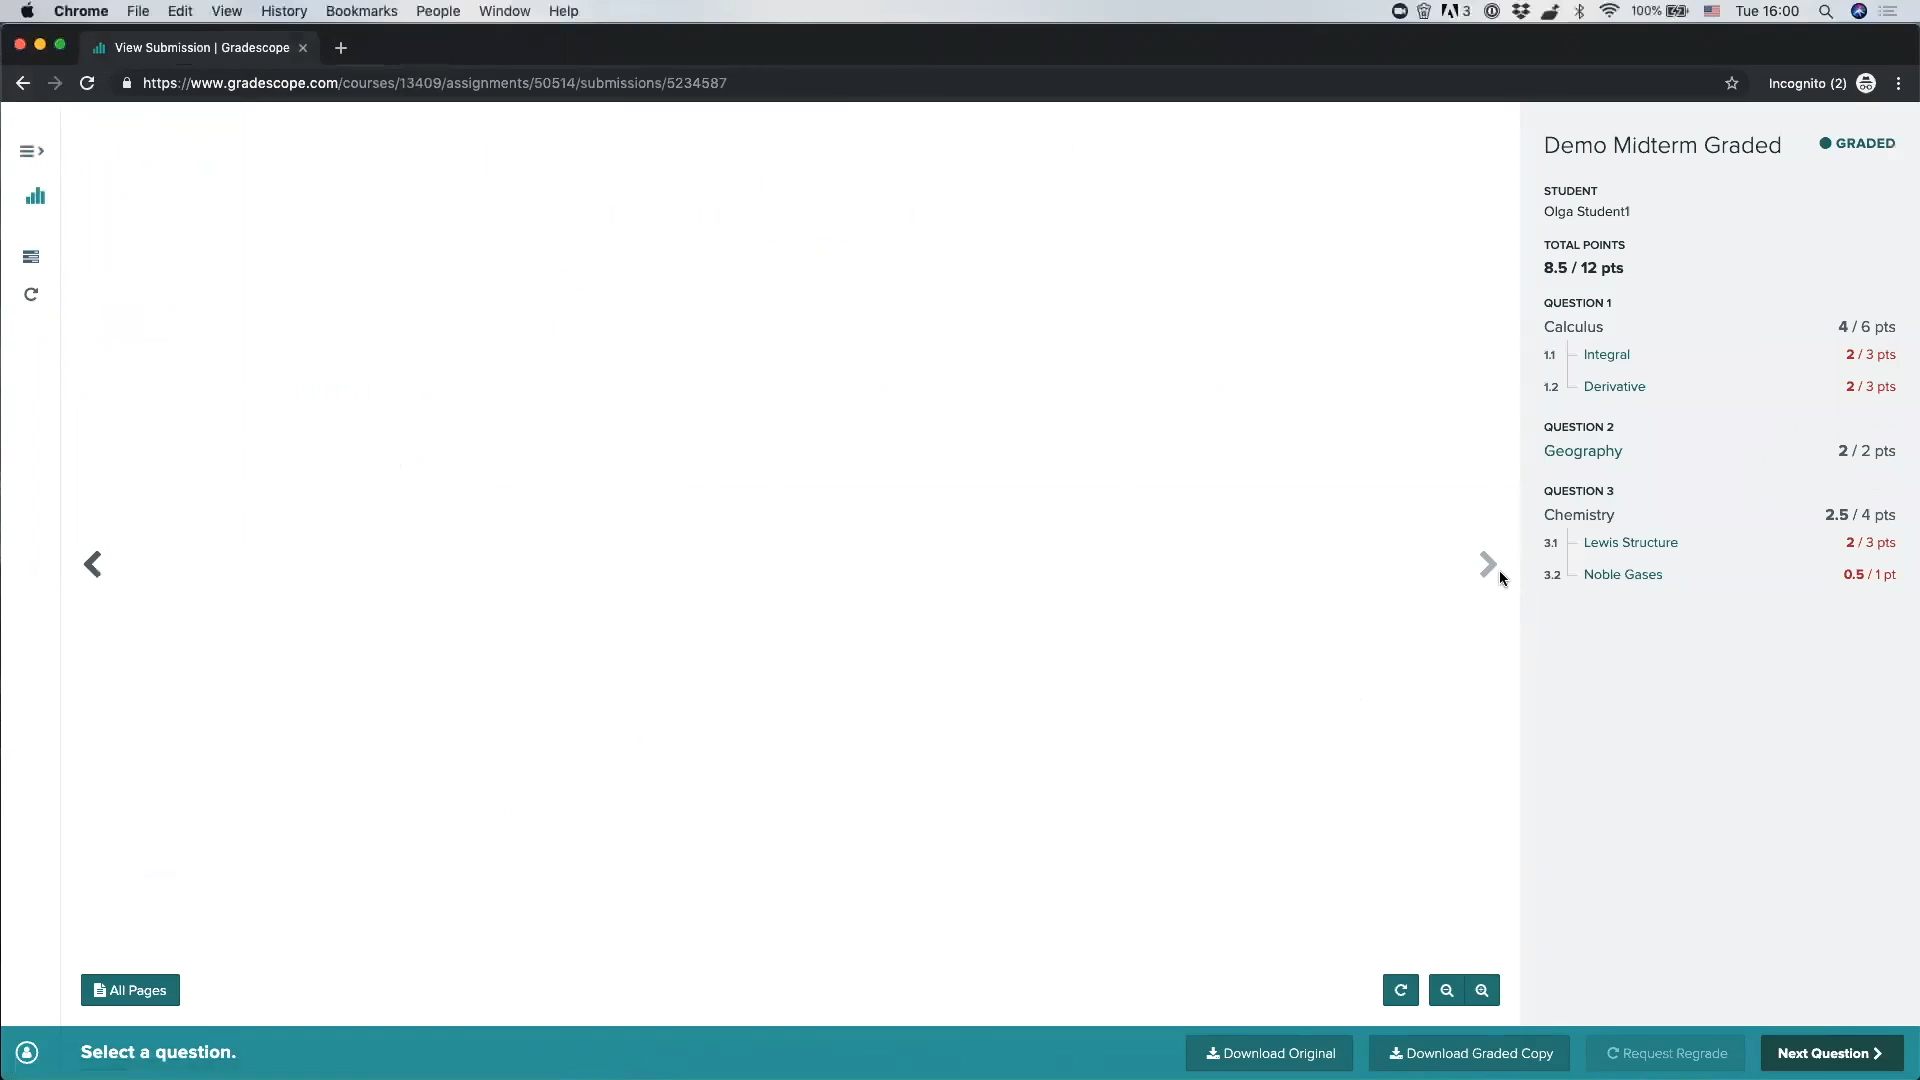 Chrome File Edit View History Bookmarks People Window Help 3 100% Tue 16:00
View Submission | Gradescope
https://www.gradescope.com/courses/13409/assignments/50514/submissions/5234587 Incognito (2)
Demo Midterm Graded GRADED
STUDENT
Olga Student1
TOTAL POINTS
8.5 / 12 pts
QUESTION 1
Calculus 4 / 6 pts
1.1 Integral 2 / 3 pts
1.2 Derivative 2 / 3 pts
QUESTION 2
Geography 2 / 2 pts
QUESTION 3
Chemistry 2.5 / 4 pts
3.1 Lewis Structure 2 / 3 pts
3.2 Noble Gases 0.5 / 1 pt
All Pages
Select a question. Download Original Download Graded Copy Request Regrade Next Question